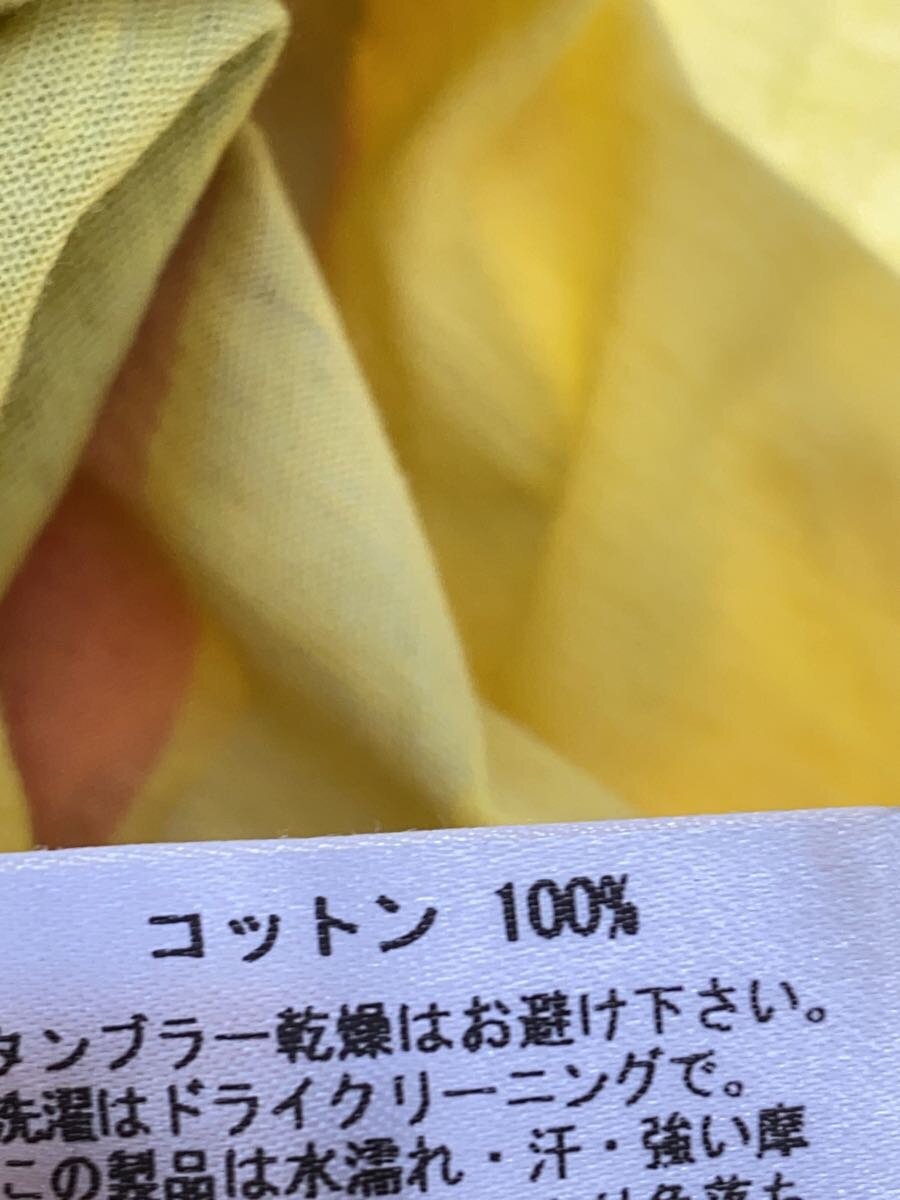 コットン 100%
タンブラー乾燥はお避け下さい。
洗濯はドライクリーニングで。
この製品は水濡れ・汗・強い摩